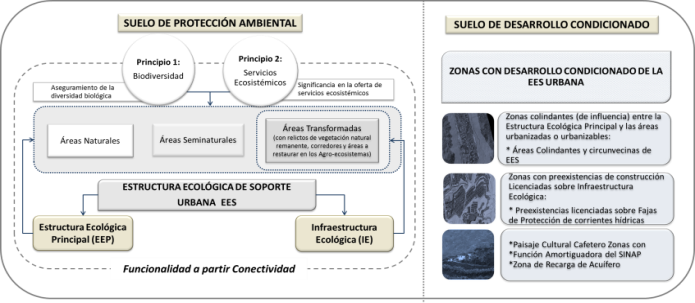 SUELO DE PROTECCIÓN AMBIENTAL
Principio 1:
Biodiversidad
Principio 2:
Servicios
Ecosistémicos
Aseguramiento de la
diversidad biológica
Significancia en la oferta de
servicios ecosistémicos
Áreas Naturales
Áreas Seminaturales
Áreas Transformadas
(con relictos de vegetación natural
remanente, corredores y áreas a
restaurar en los Agro-ecosistemas)
ESTRUCTURA ECOLÓGICA DE SOPORTE
URBANA EES
Estructura Ecológica
Principal (EEP)
Infraestructura
Ecológica (IE)
Funcionalidad a partir Conectividad
SUELO DE DESARROLLO CONDICIONADO
ZONAS CON DESARROLLO CONDICIONADO DE LA
EES URBANA
Zonas colindantes (de influencia) entre la
Estructura Ecológica Principal y las áreas
urbanizadas o urbanizables:
* Áreas Colindantes y circunvecinas de
EES
Zonas con preexistencias de construcción
Licenciadas sobre Infraestructura
Ecológica:
* Preexistencias licenciadas sobre Fajas
de Protección de corrientes hídricas
*Paisaje Cultural Cafetero Zonas con
*Función Amortiguadora del SINAP
*Zona de Recarga de Acuífero